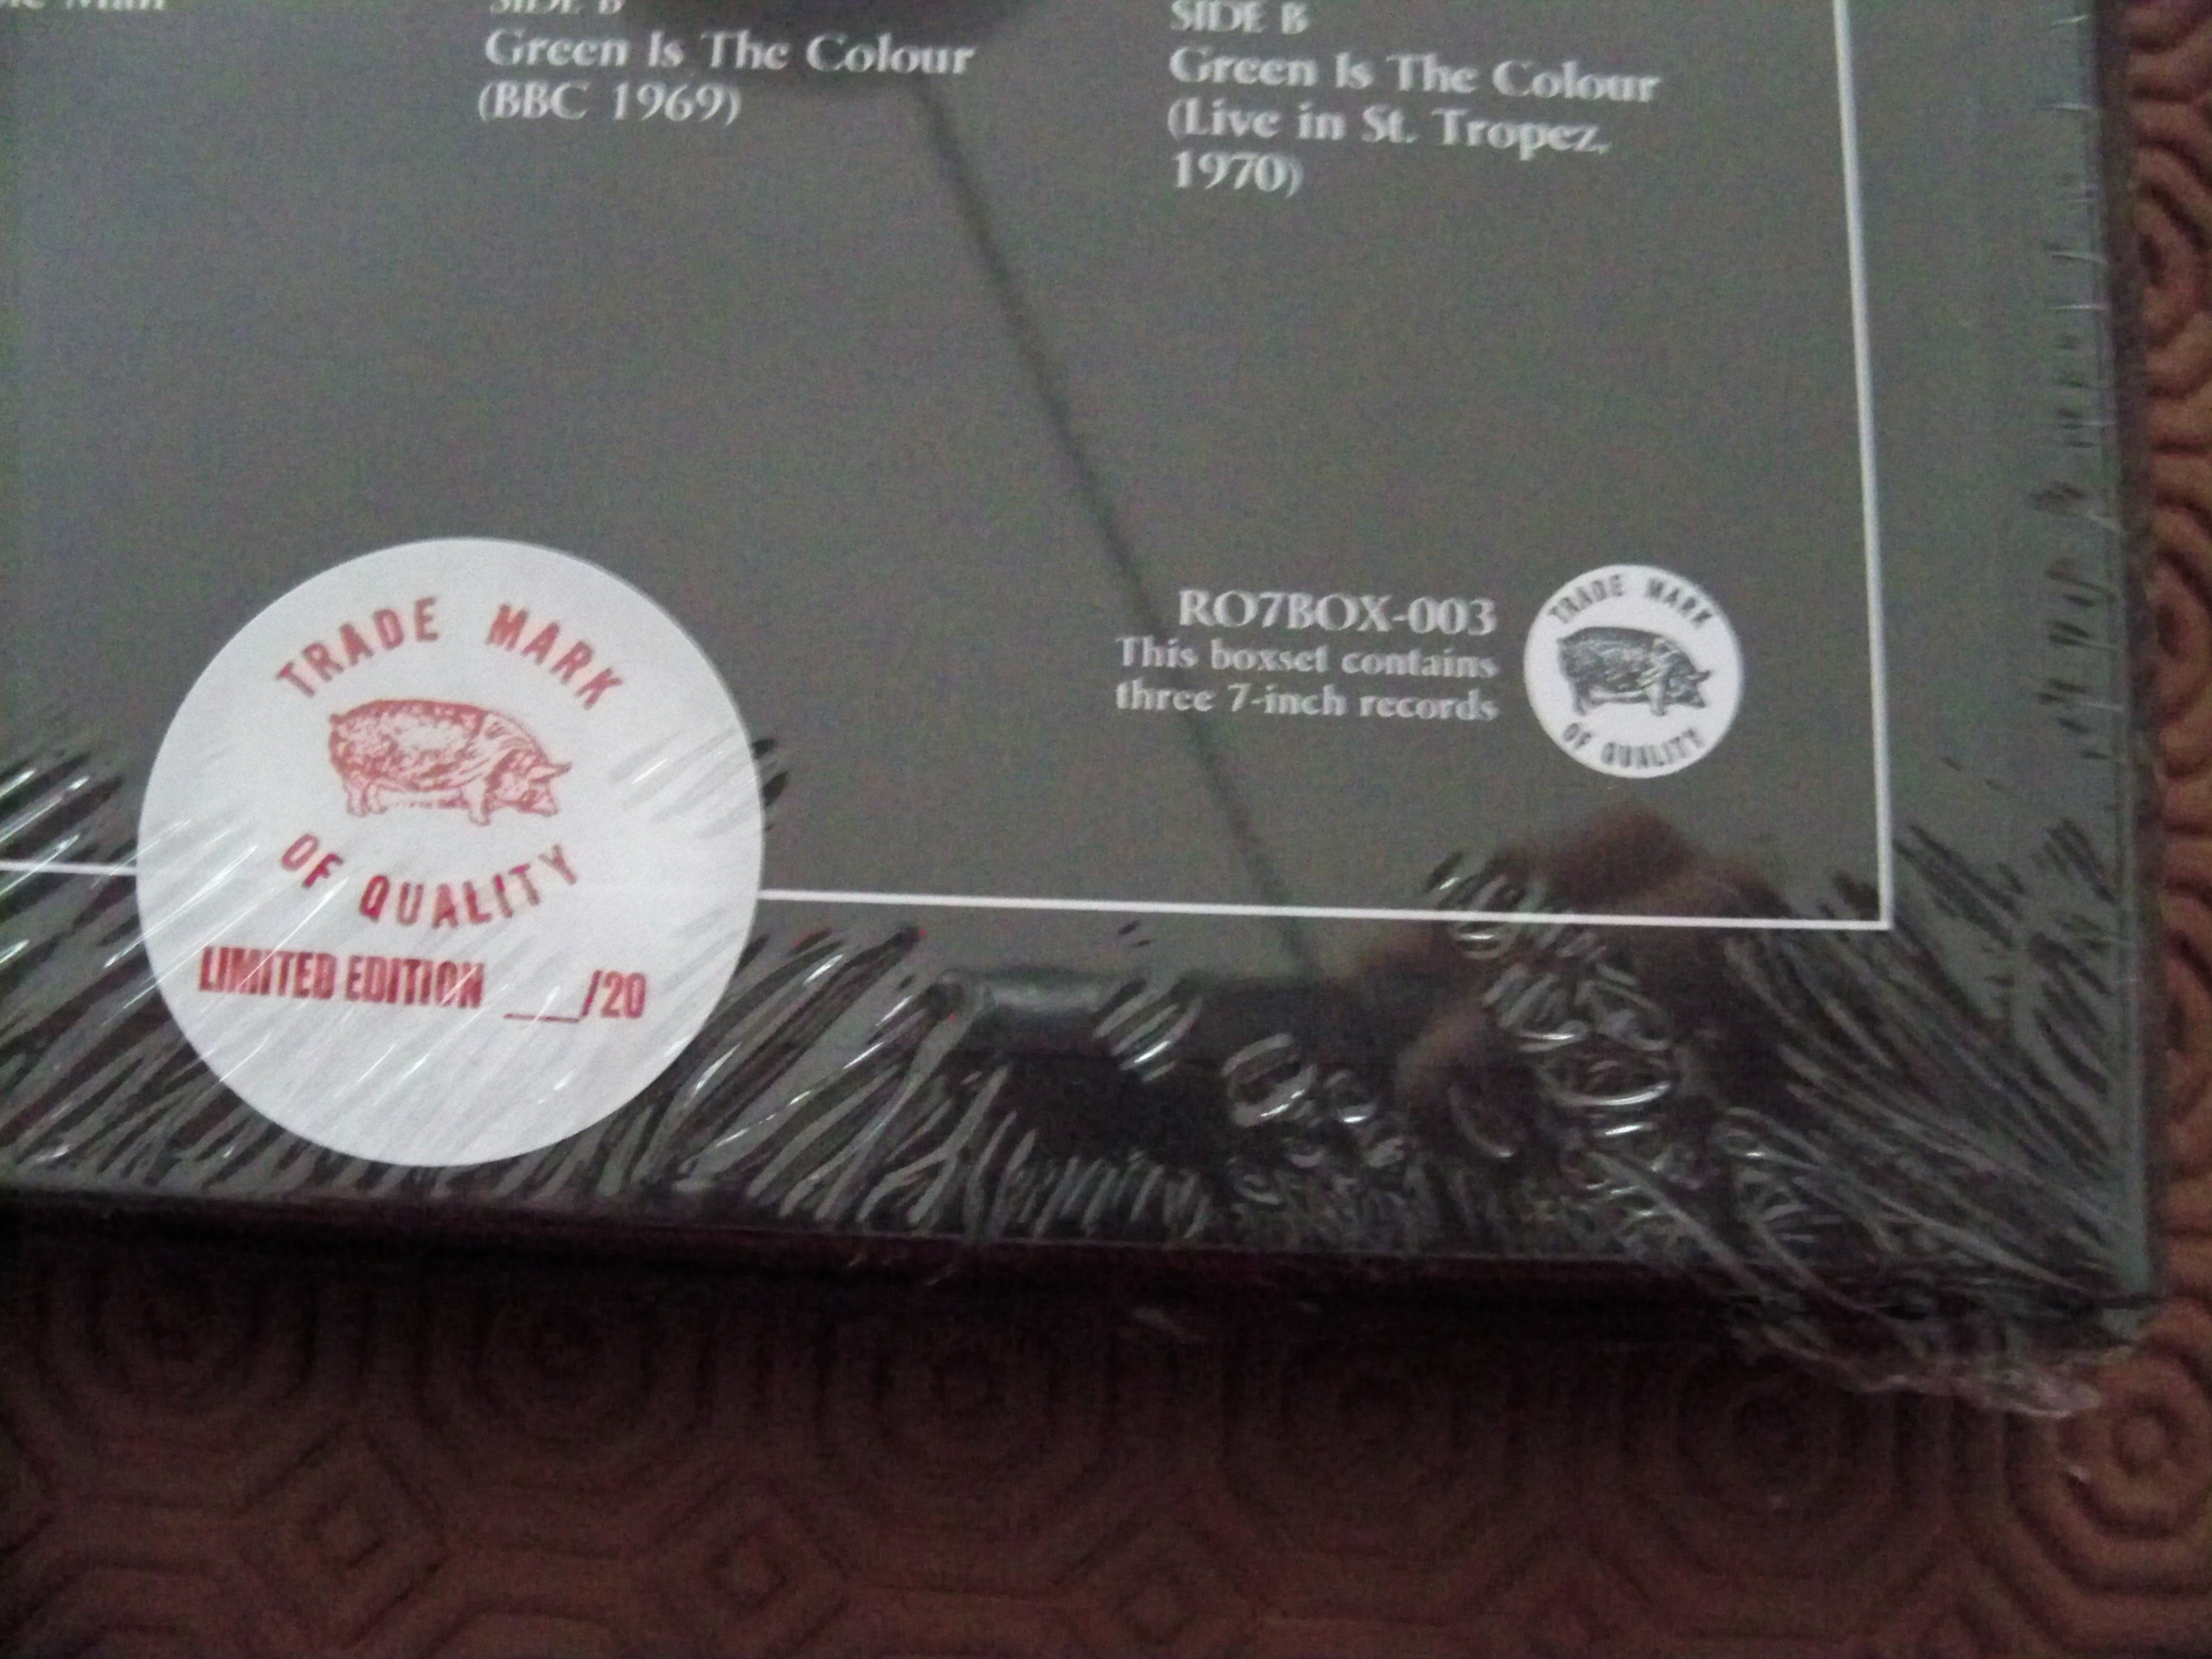 Man
SIDE B
Green Is The Colour
(BBC 1969)
SIDE B
Green Is The Colour
(Live in St. Tropez,
1970)
TRADE MARK
OF QUALITY
LIMITED EDITION ___/20
RO7BOX-003
This boxset contains
three 7-inch records
TRADE MARK
OF QUALITY